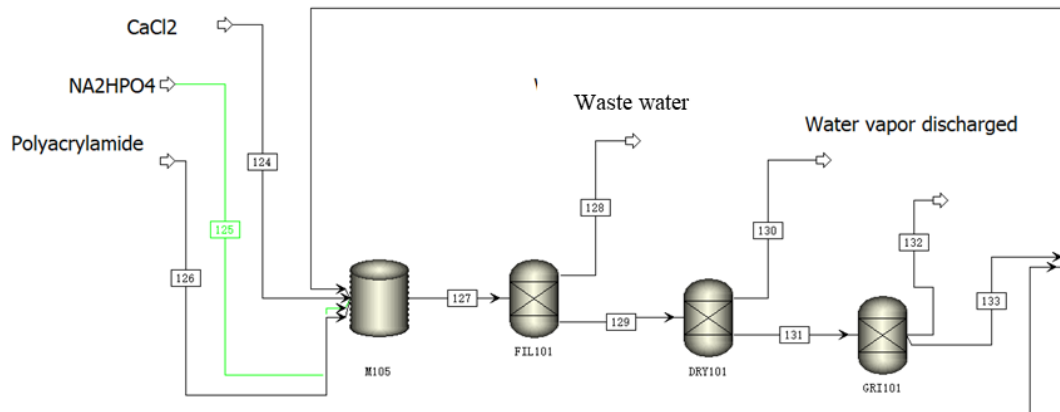 CaCl2
NA2HPO4
Polyacrylamide
Waste water
Water vapor discharged
124
125
126
127
128
129
130
131
132
133
M105
FIL101
DRY101
GRI101